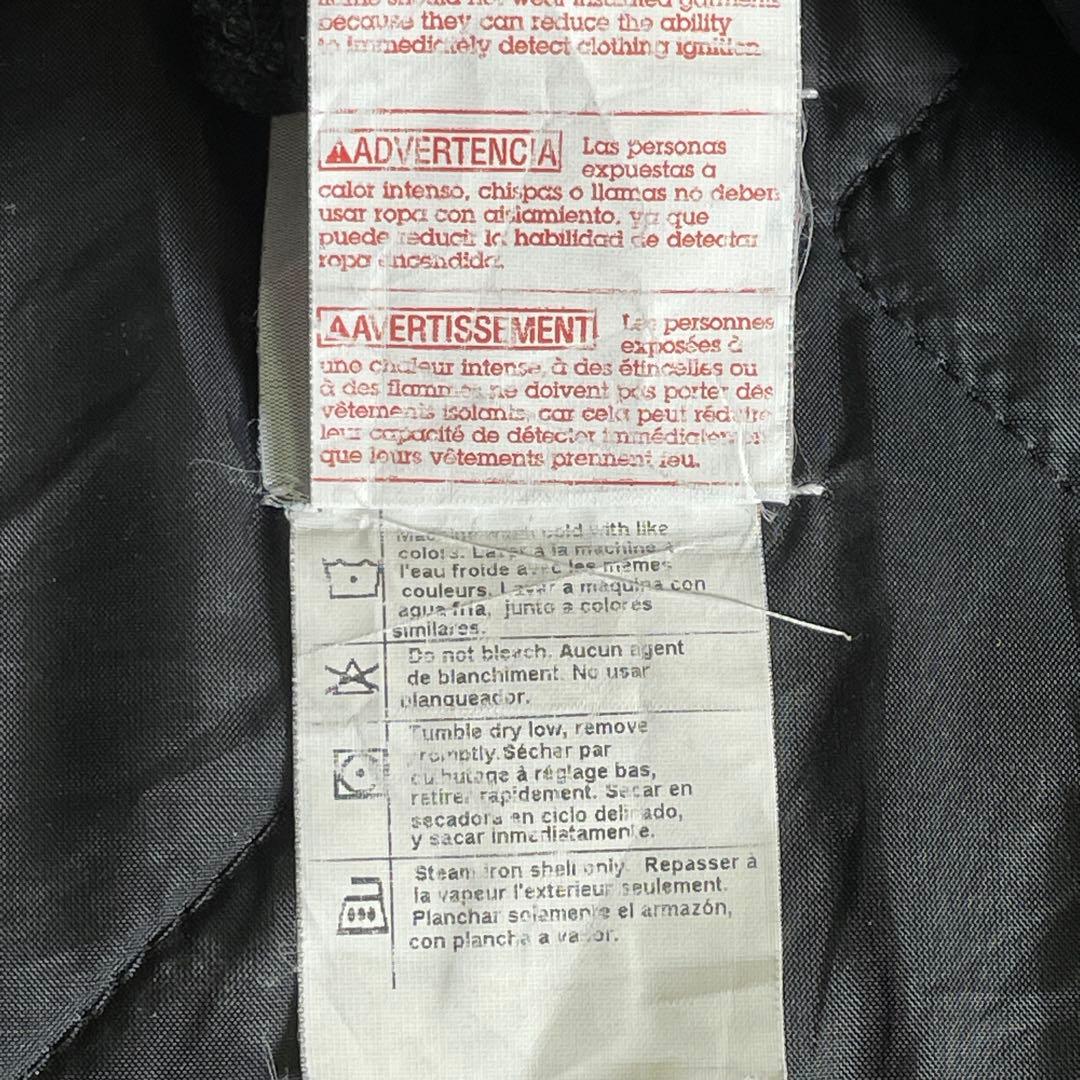 because they can reduce the ability
to immediately detect clothing ignition.
ADVERTENCIA Las personas
expuestas a
calor intenso, chispas o llamas no deben
usar ropa con aislamiento, ya que
puede reducir la habilidad de detectar
ropa encendida.
AVERTISSEMENT Les personnes
exposées à
une chaleur intense, à des étincelles ou
à des flammes ne doivent pas porter des
vêtements isolants, car cela peut réduire
leur capacité de détecter immédiatement
que leurs vêtements prennent feu.
Machine wash cold with like
colors. Laver à la machine à
l'eau froide avec les mêmes
couleurs. Lavar a maquina con
agua fria, junto a colores
similares.
Do not bleach. Aucun agent
de blanchiment. No usar
blanqueador.
Tumble dry low, remove
promptly. Sécher par
culbutage à réglage bas,
retirer rapidement. Secar en
secadora en ciclo delicado,
y sacar inmediatamente.
Steam iron shell only. Repasser à
la vapeur l'extérieur seulement.
Planchar solamente el armazón,
con plancha a vapor.